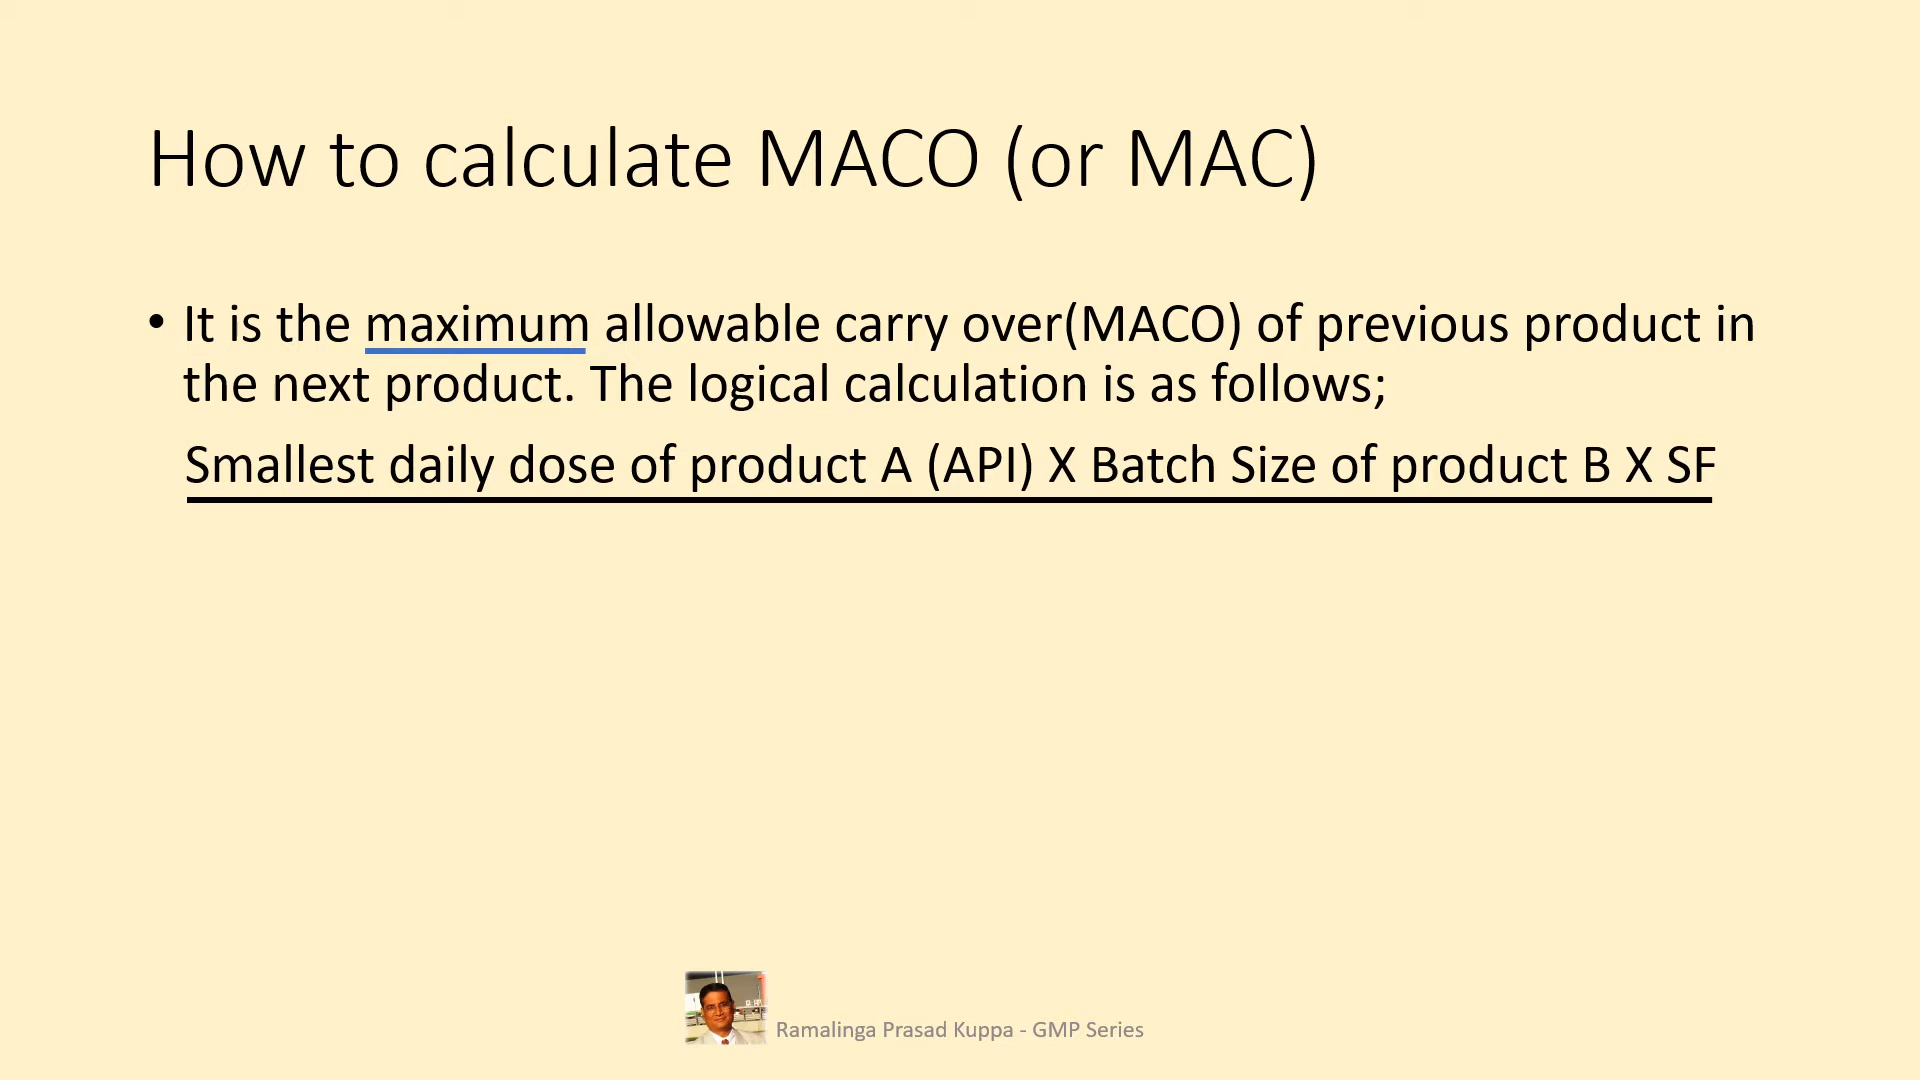 How to calculate MACO (or MAC)
• It is the maximum allowable carry over(MACO) of previous product in
the next product. The logical calculation is as follows;
Smallest daily dose of product A (API) X Batch Size of product B X SF
Ramalinga Prasad Kuppa - GMP Series